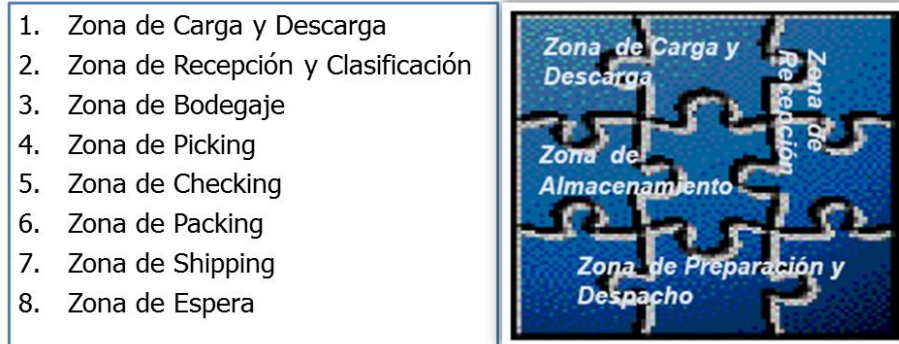 1. Zona de Carga y Descarga
2. Zona de Recepción y Clasificación
3. Zona de Bodegaje
4. Zona de Picking
5. Zona de Checking
6. Zona de Packing
7. Zona de Shipping
8. Zona de Espera
Zona de Carga y
Descarga
Zona de
Recepción
Zona de
Almacenamiento
Zona de Preparación y
Despacho